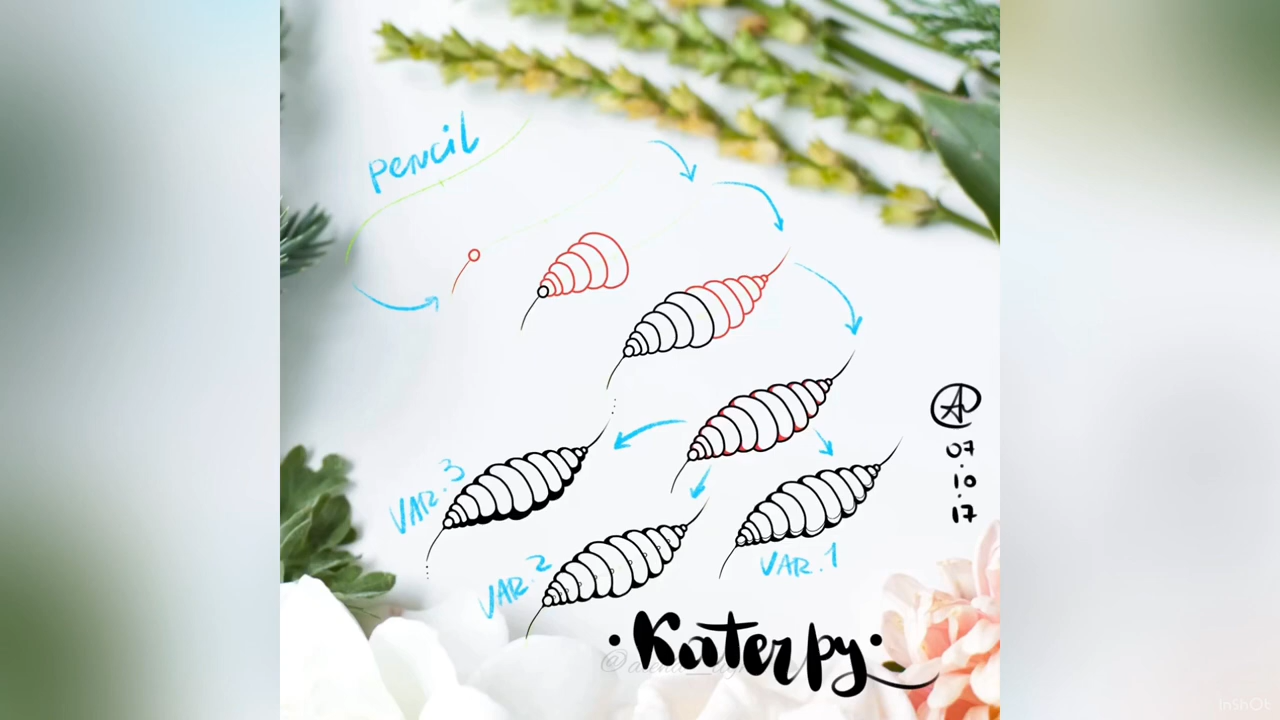 Pencil
VAR.3
VAR.2
VAR.1
07
.10
.17
•Katerpy•
InShOt